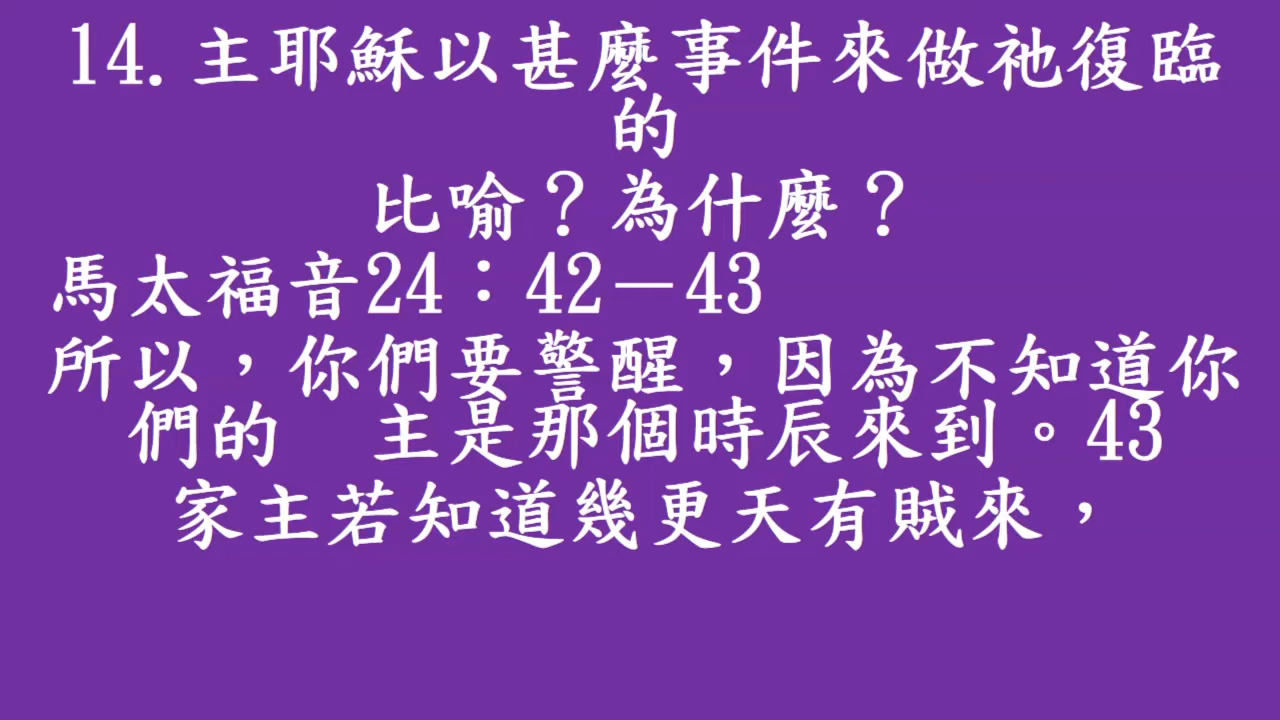 14.主耶穌以甚麼事件來做祂復臨
的
比喻？為什麼？
馬太福音24：42－43
所以，你們要警醒，因為不知道你
們的　主是那個時辰來到。43
家主若知道幾更天有賊來，